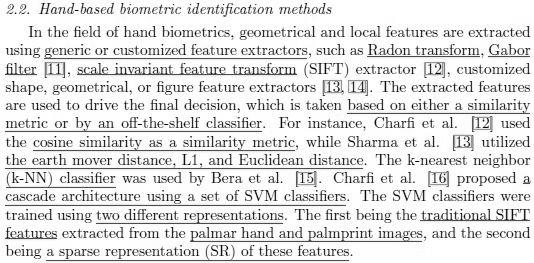 2.2. Hand-based biometric identification methods
In the field of hand biometrics, geometrical and local features are extracted
using generic or customized feature extractors, such as Radon transform, Gabor
filter [11], scale invariant feature transform (SIFT) extractor [12], customized
shape, geometrical, or figure feature extractors [13, 14]. The extracted features
are used to drive the final decision, which is taken based on either a similarity
metric or by an off-the-shelf classifier. For instance, Charfi et al. [12] used
the cosine similarity as a similarity metric, while Sharma et al. [13] utilized
the earth mover distance, L1, and Euclidean distance. The k-nearest neighbor
(k-NN) classifier was used by Bera et al. [15]. Charfi et al. [16] proposed a
cascade architecture using a set of SVM classifiers. The SVM classifiers were
trained using two different representations. The first being the traditional SIFT
features extracted from the palmar hand and palmprint images, and the second
being a sparse representation (SR) of these features.